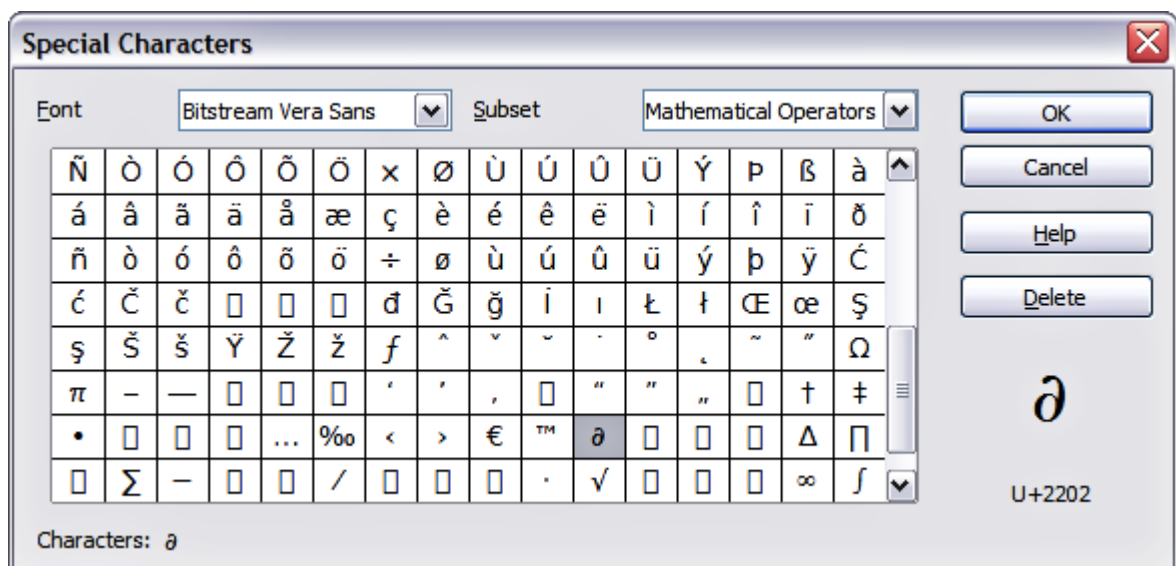 Special Characters
Font Bitstream Vera Sans Subset Mathematical Operators OK
Ñ Ò Ó Ô Õ Ö × Ø Ù Ú Û Ü Ý Þ ß à Cancel
á â ã ä å æ ç è é ê ë ì í î ï ð
ñ ò ó ô õ ö ÷ ø ù ú û ü ý þ ÿ Ć Help
ć Č č đ Ğ ğ İ ı Ł ł Œ œ Ş Delete
ş Š š Ÿ Ž ž ƒ ˆ ˇ ˘ ˙ ˚ ˛ ˜ ˝ Ω
π – — ‘ ’ ‚ “ ” „ † ‡
• … ‰ ‹ › € ™ ∂ ∆ ∏ ∂
∑ − ∕ ∙ √ ∞ ∫ U+2202
Characters: ∂